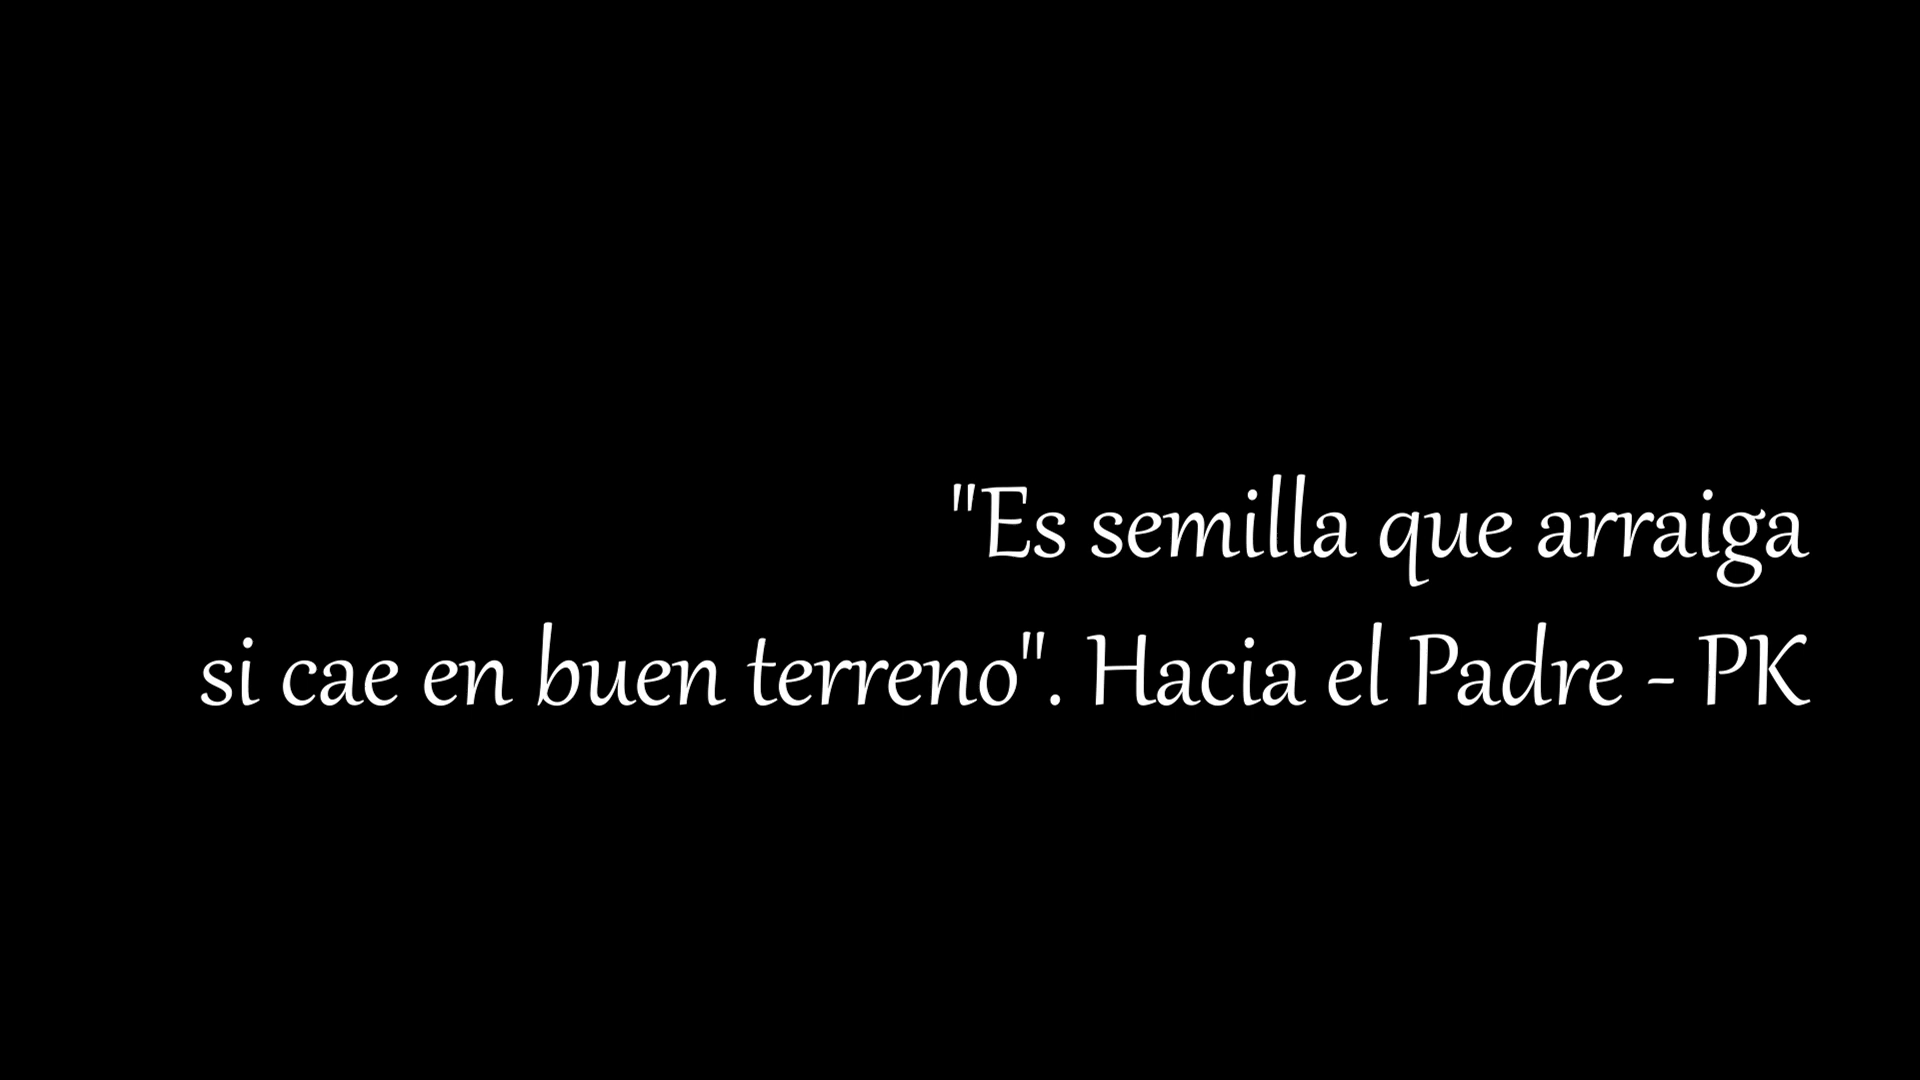 "Es semilla que arraiga
si cae en buen terreno". Hacia el Padre - PK